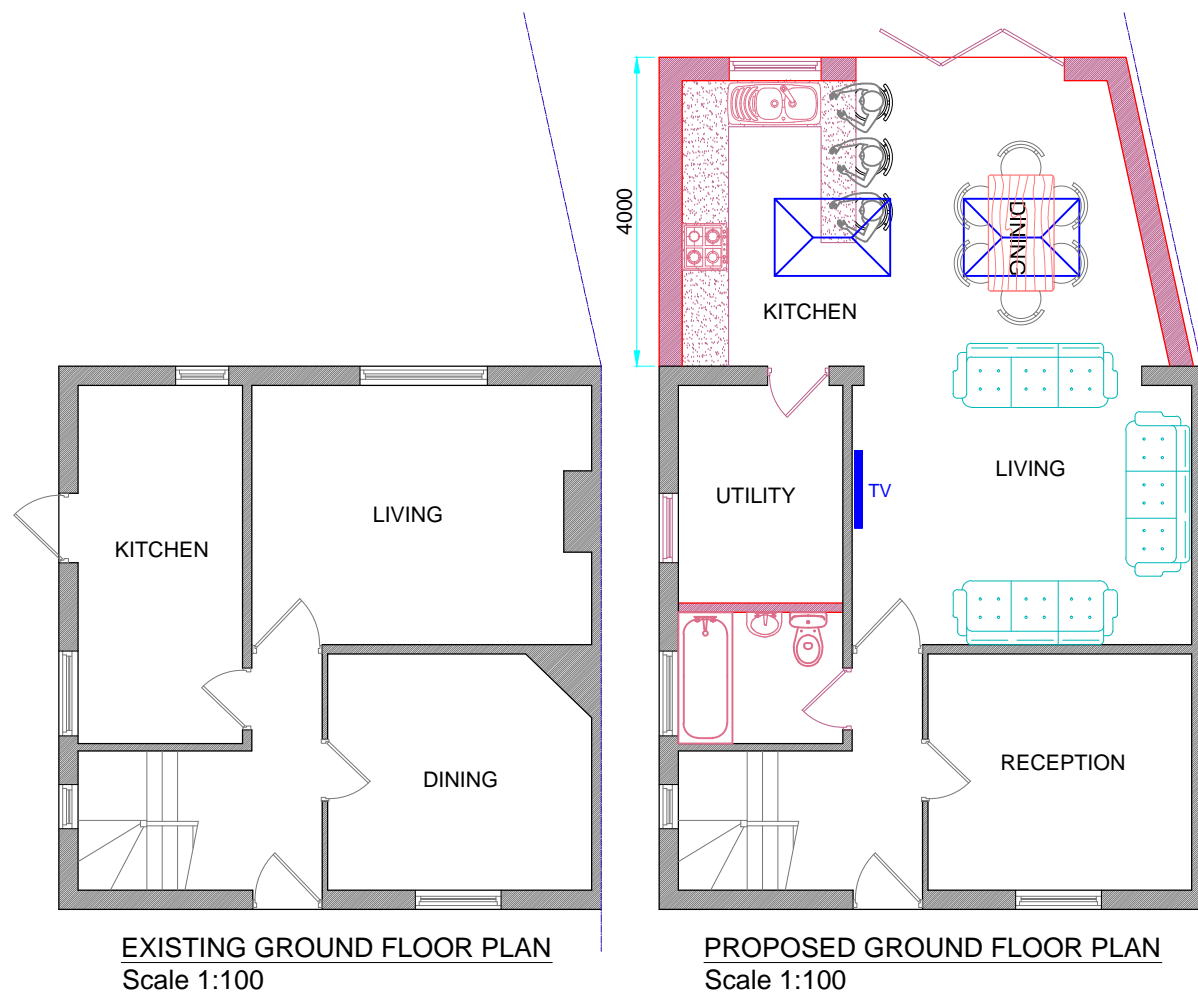 KITCHEN
LIVING
DINING
EXISTING GROUND FLOOR PLAN
Scale 1:100
4000
DINING
KITCHEN
UTILITY
TV
LIVING
RECEPTION
PROPOSED GROUND FLOOR PLAN
Scale 1:100